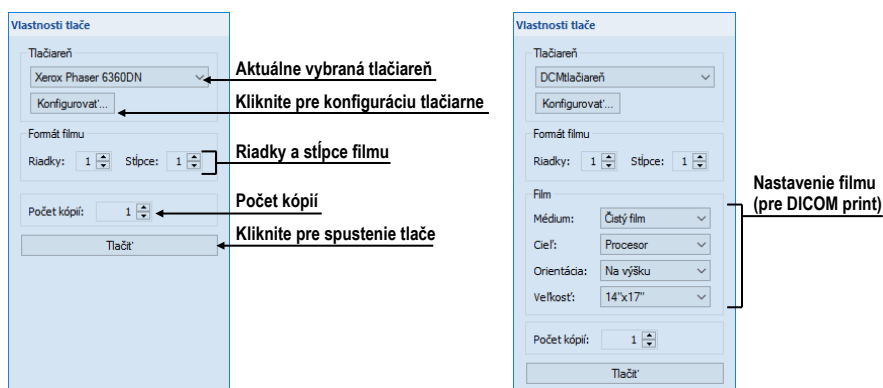 Vlastnosti tlače
Tlačiareň
Xerox Phaser 6360DN
Aktuálne vybraná tlačiareň
Konfigurovať...
Kliknite pre konfiguráciu tlačiarne
Formát filmu
Riadky: 1 Stĺpce: 1
Riadky a stĺpce filmu
Počet kópií: 1
Počet kópií
Tlačiť
Kliknite pre spustenie tlače
Vlastnosti tlače
Tlačiareň
DCMtlačiareň
Konfigurovať...
Formát filmu
Riadky: 1 Stĺpce: 1
Film
Médium: Čistý film
Cieľ: Procesor
Orientácia: Na výšku
Veľkosť: 14"x17"
Nastavenie filmu
(pre DICOM print)
Počet kópií: 1
Tlačiť